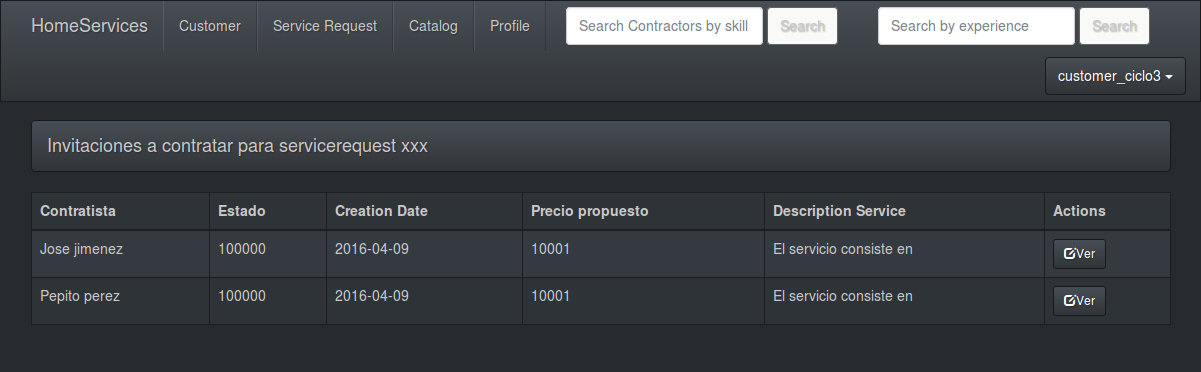 HomeServices Customer Service Request Catalog Profile Search Contractors by skill Search Search by experience Search
customer_ciclo3
Invitaciones a contratar para servicerequest xxx
Contratista Estado Creation Date Precio propuesto Description Service Actions
Jose jimenez 100000 2016-04-09 10001 El servicio consiste en Ver
Pepito perez 100000 2016-04-09 10001 El servicio consiste en Ver